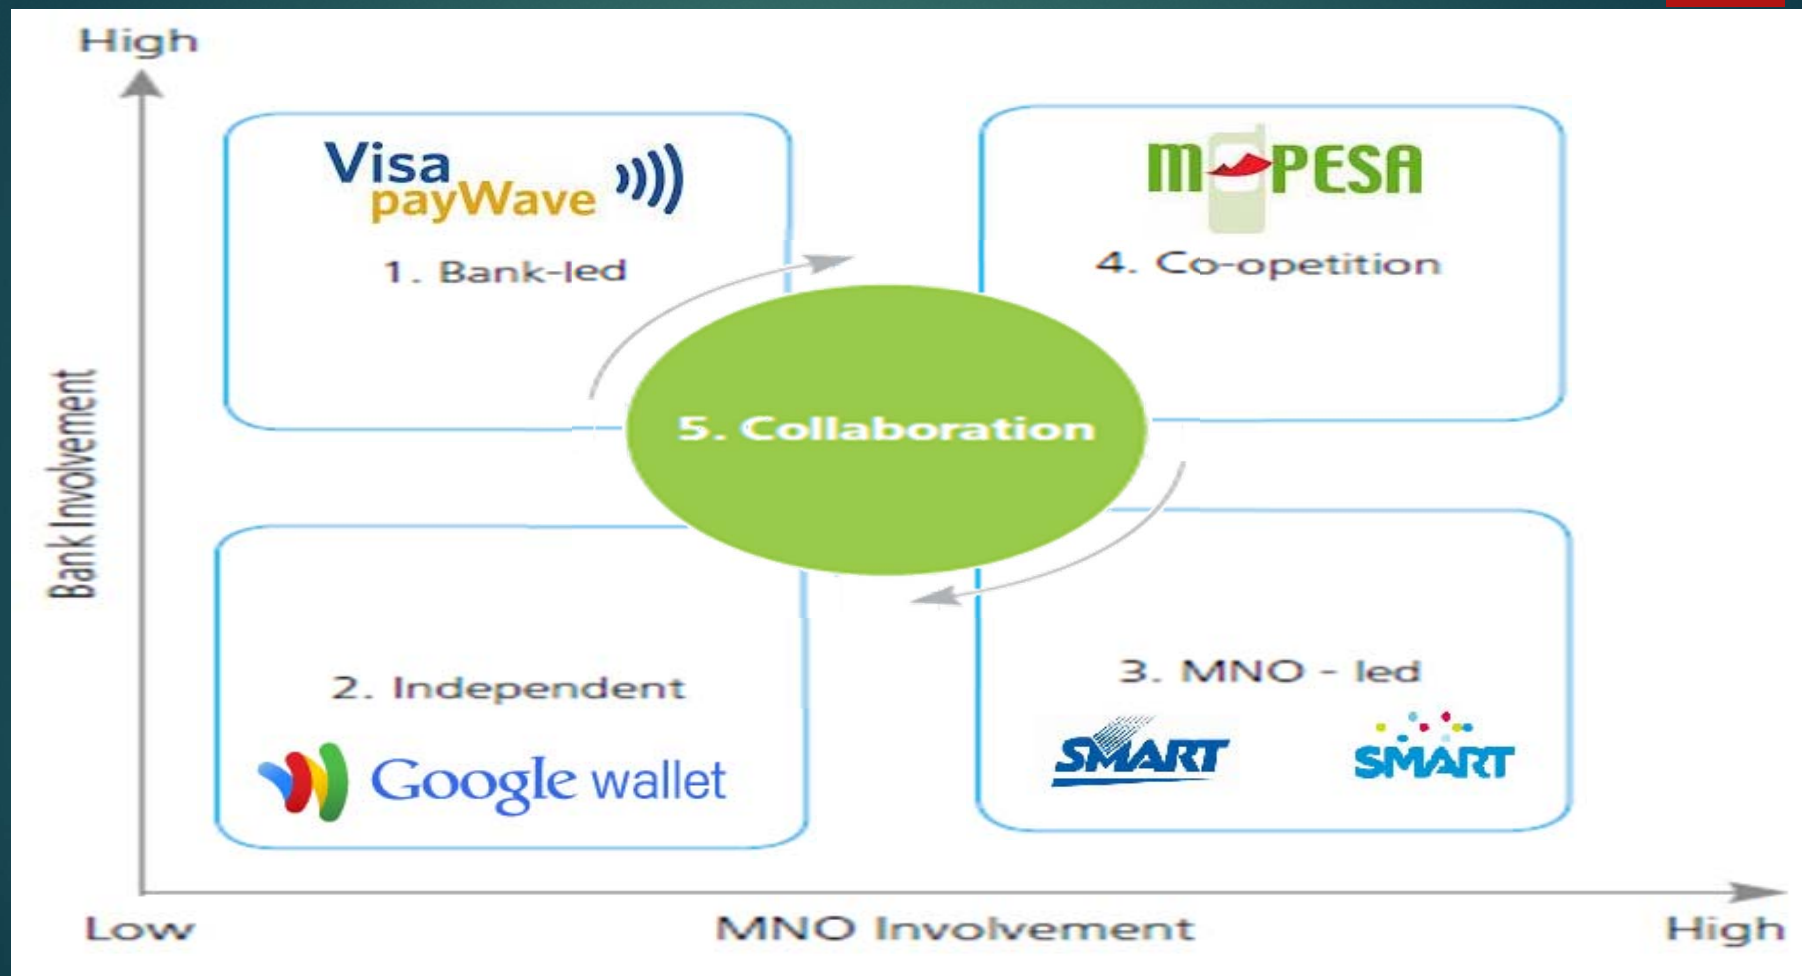 High
Visa
payWave
1. Bank-led
M-PESA
4. Co-opetition
Bank Involvement
5. Collaboration
2. Independent
Google wallet
3. MNO - led
SMART
SMART
Low
MNO Involvement
High